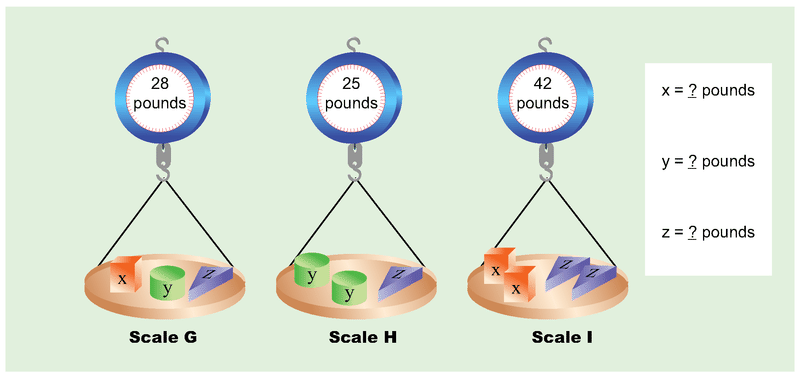 28
pounds
25
pounds
42
pounds
x = ? pounds
y = ? pounds
z = ? pounds
x
y
z
y
y
z
x
x
z
z
Scale G
Scale H
Scale I